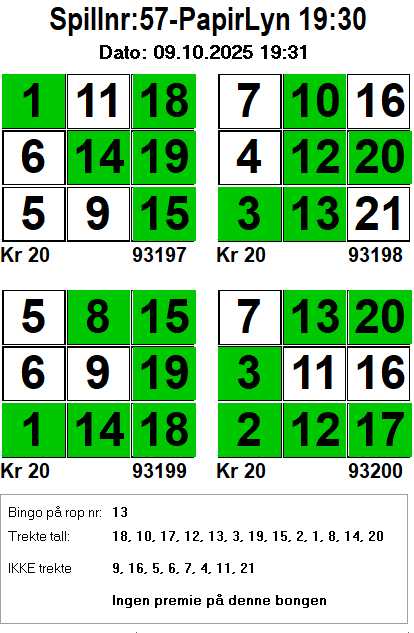 Spillnr:57-PapirLyn 19:30
Dato: 09.10.2025 19:31
1 11 18 7 10 16
6 14 19 4 12 20
5 9 15 3 13 21
Kr 20 93197 Kr 20 93198
5 8 15 7 13 20
6 9 19 3 11 16
1 14 18 2 12 17
Kr 20 93199 Kr 20 93200
Bingo på rop nr: 13
Trekte tall: 18, 10, 17, 12, 13, 3, 19, 15, 2, 1, 8, 14, 20
IKKE trekte 9, 16, 5, 6, 7, 4, 11, 21
Ingen premie på denne bongen